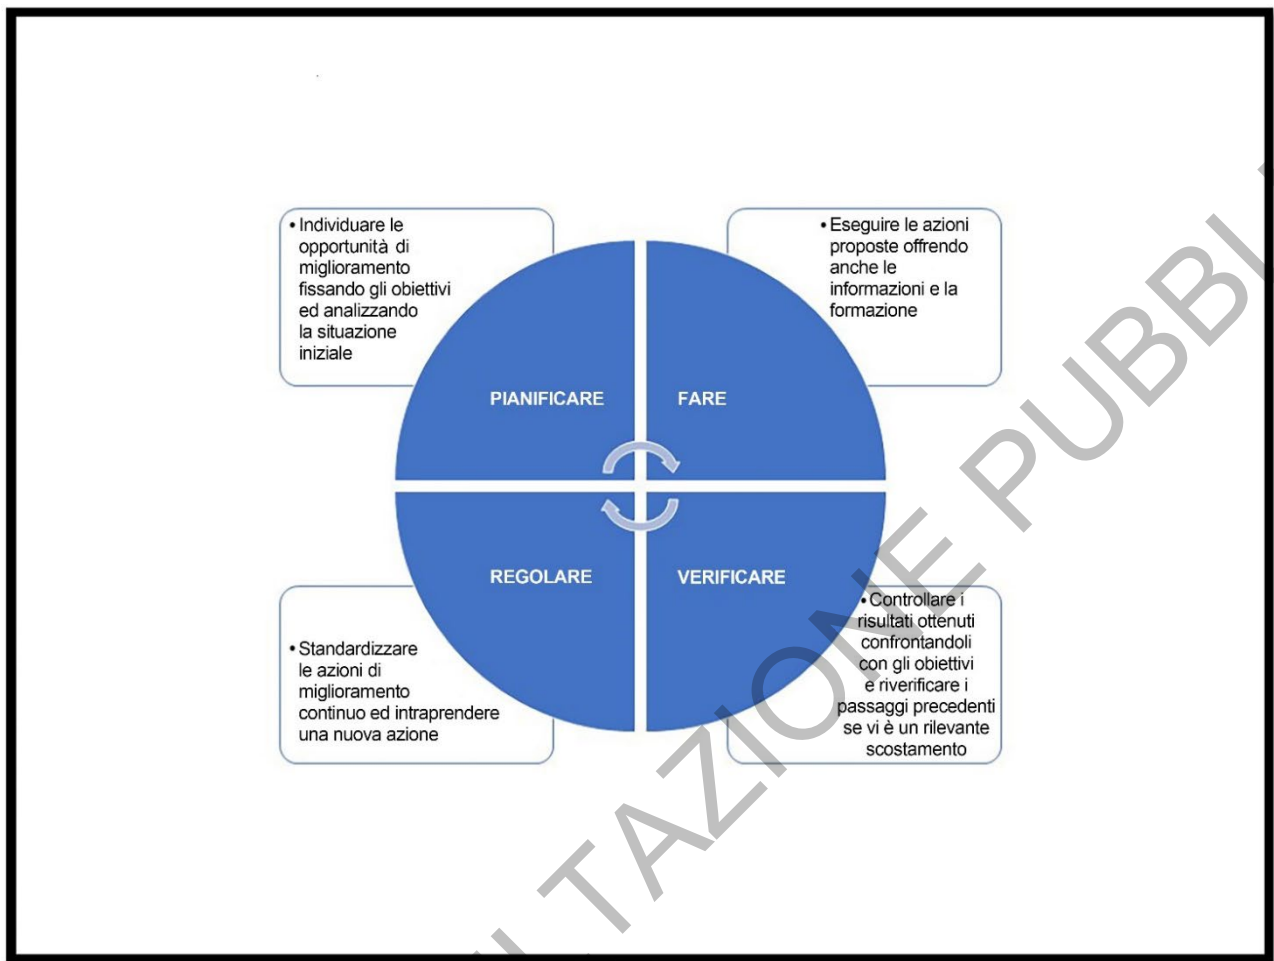 • Individuare le
opportunità di
miglioramento
fissando gli obiettivi
ed analizzando
la situazione
iniziale
• Eseguire le azioni
proposte offrendo
anche le
informazioni e la
formazione
PIANIFICARE
FARE
REGOLARE
VERIFICARE
• Standardizzare
le azioni di
miglioramento
continuo ed intraprendere
una nuova azione
• Controllare i
risultati ottenuti
confrontandoli
con gli obiettivi
e riverificare i
passaggi precedenti
se vi è un rilevante
scostamento